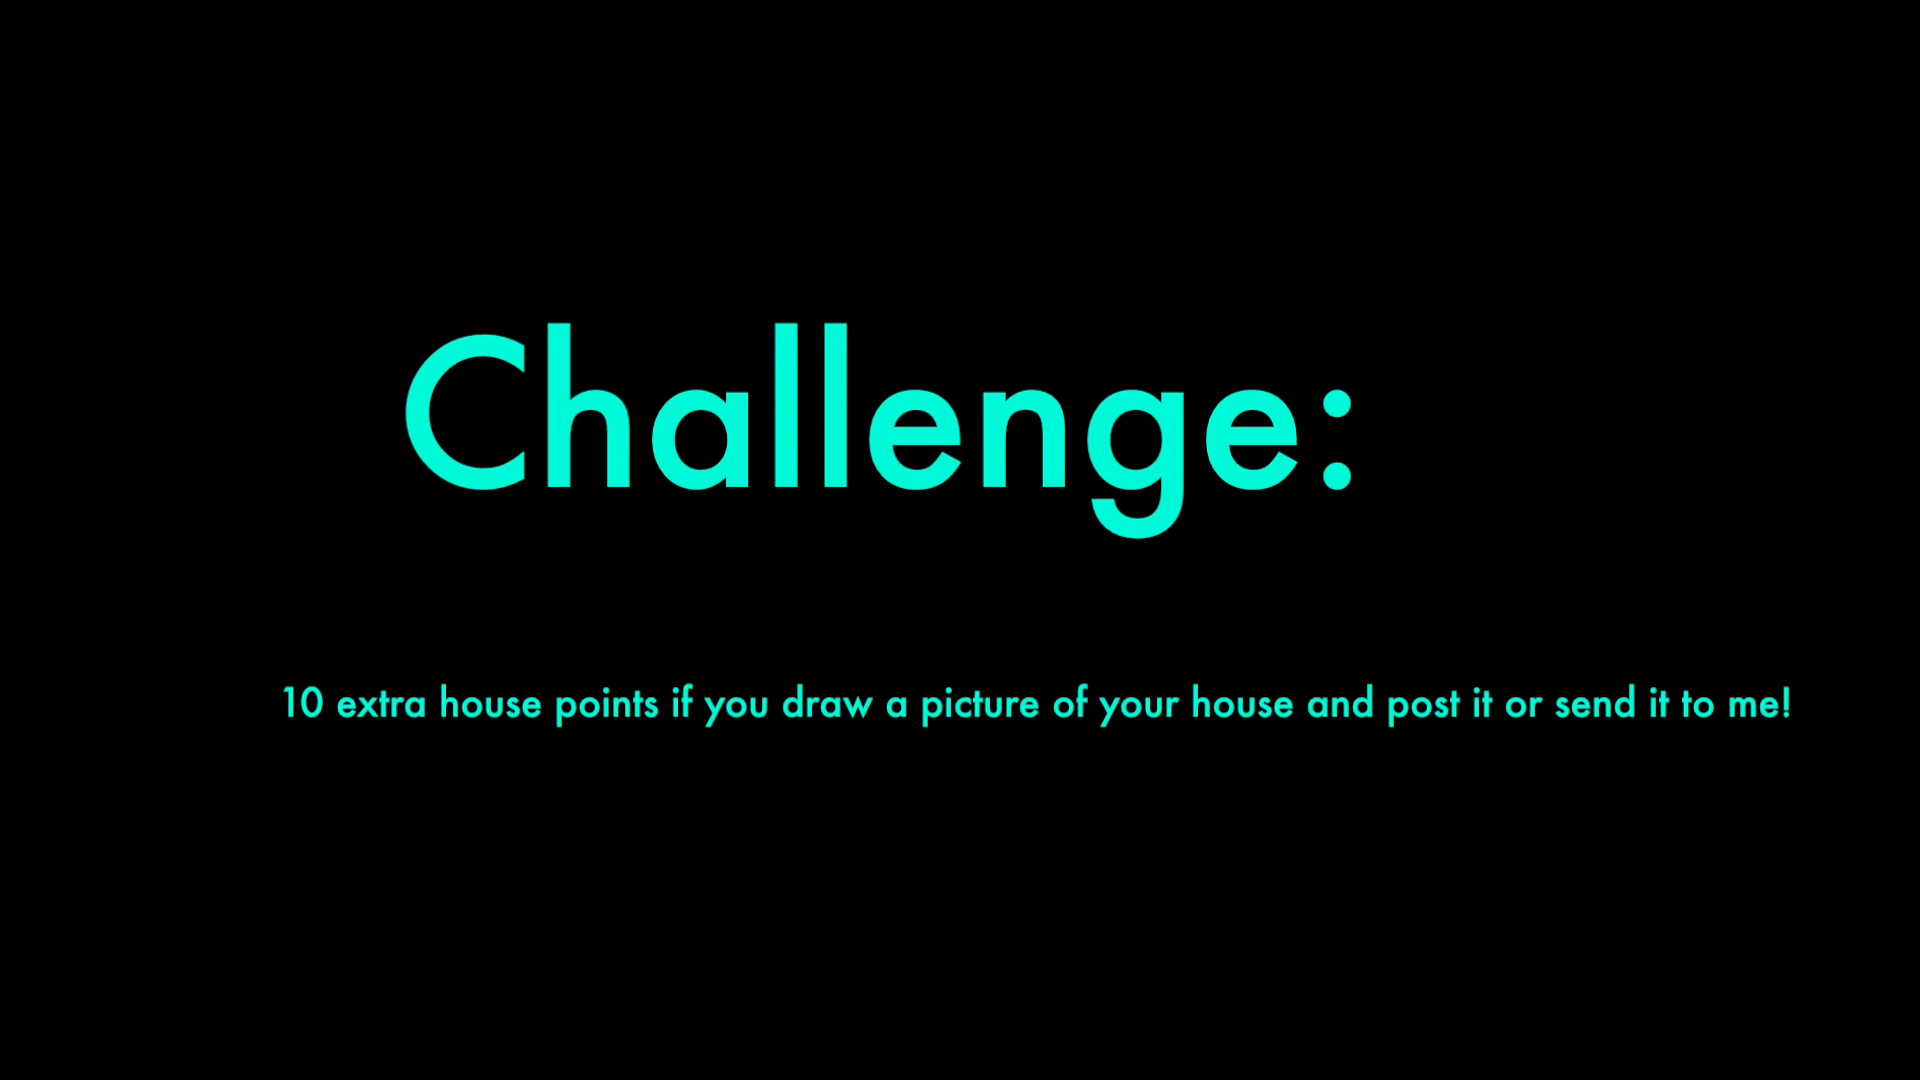 Challenge:
10 extra house points if you draw a picture of your house and post it or send it to me!